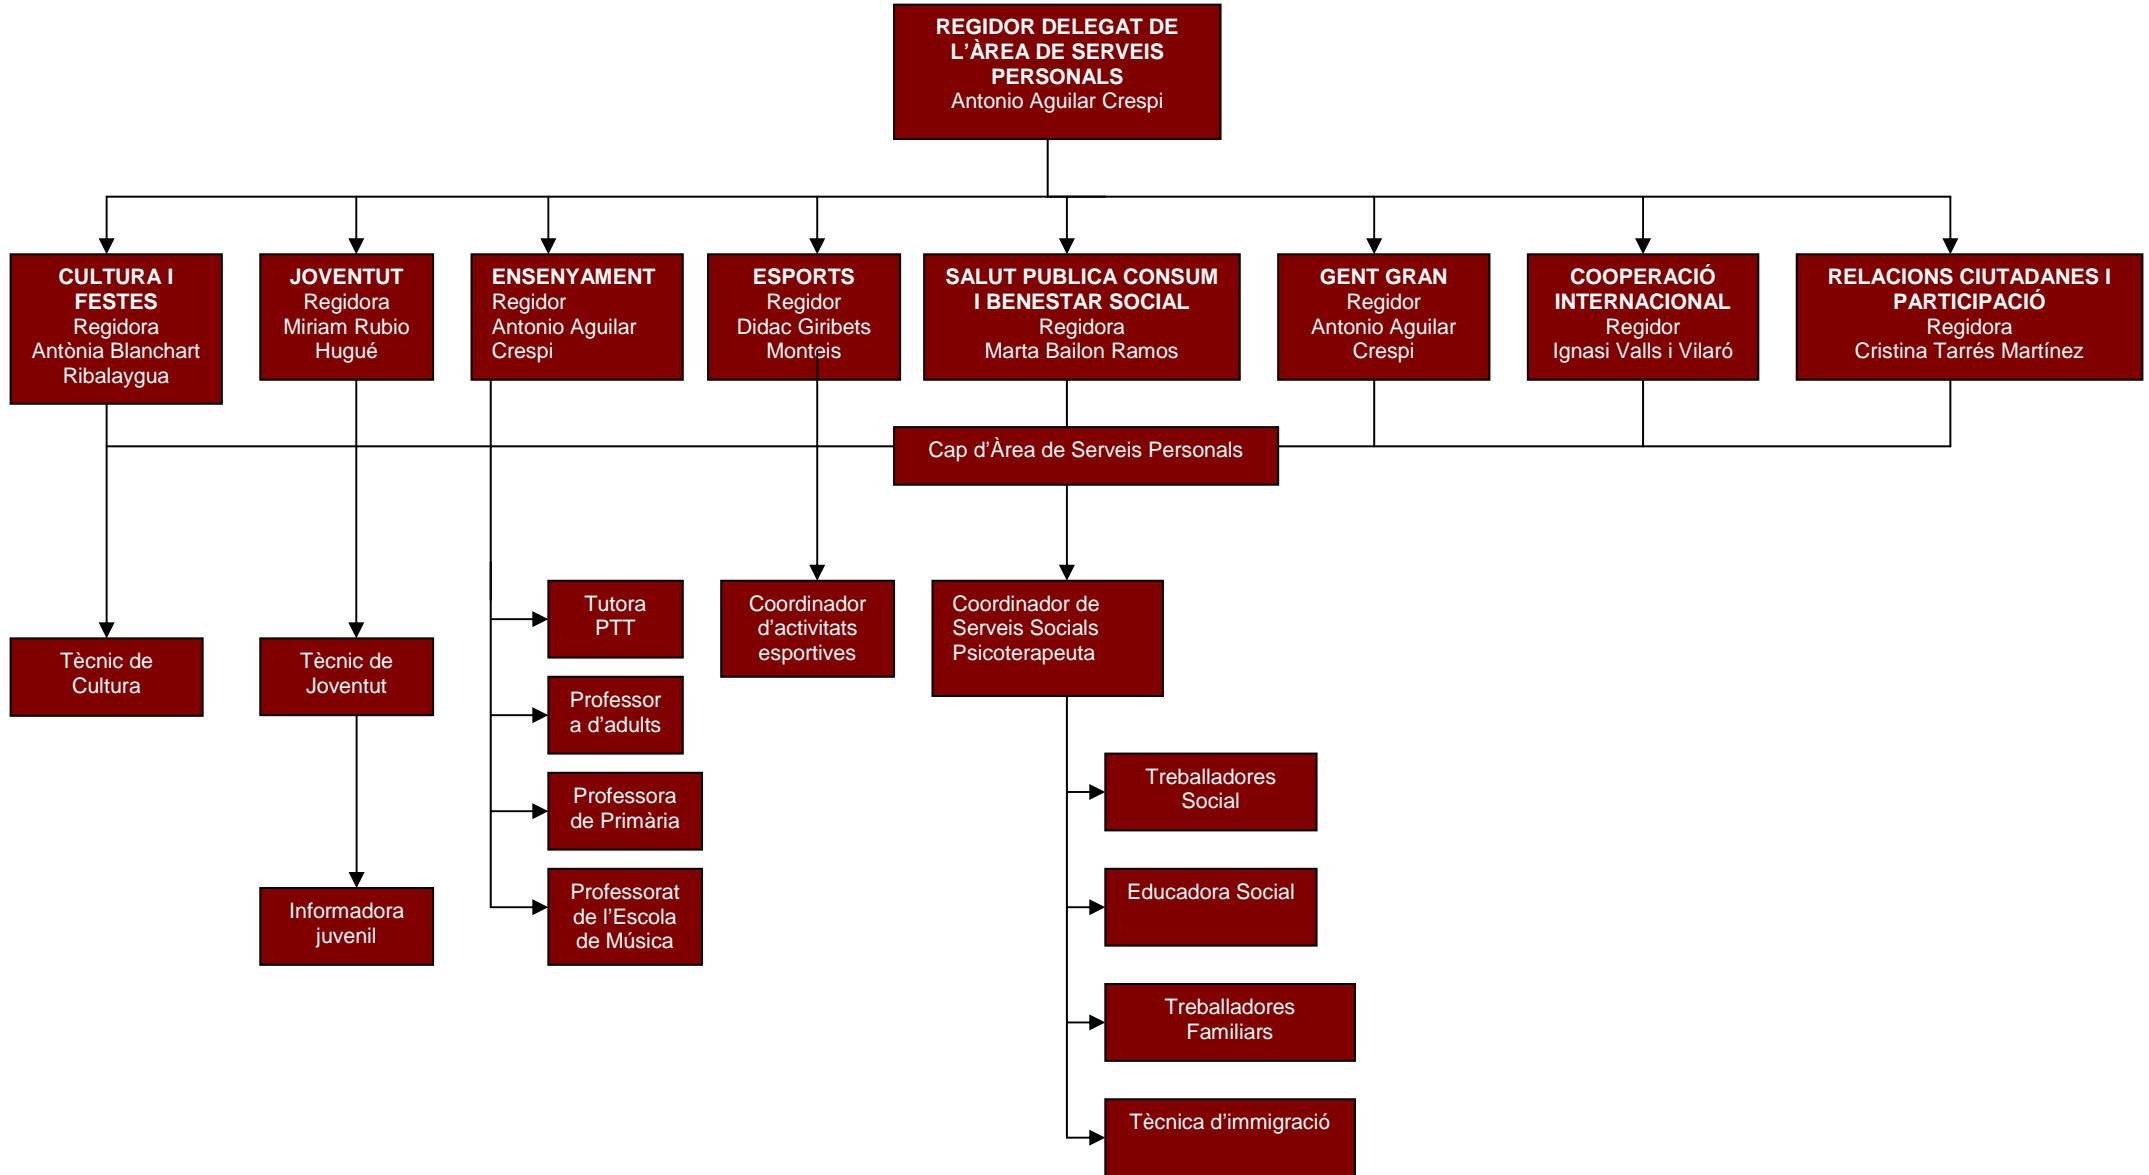 REGIDOR DELEGAT DE
L'ÀREA DE SERVEIS
PERSONALS
Antonio Aguilar Crespi
CULTURA I
FESTES
Regidora
Antònia Blanchart
Ribalaygua
JOVENTUT
Regidora
Miriam Rubio
Hugué
ENSENYAMENT
Regidor
Antonio Aguilar
Crespi
ESPORTS
Regidor
Didac Giribets
Monteis
SALUT PUBLICA CONSUM
I BENESTAR SOCIAL
Regidora
Marta Bailon Ramos
GENT GRAN
Regidor
Antonio Aguilar
Crespi
COOPERACIÓ
INTERNACIONAL
Regidor
Ignasi Valls i Vilaró
RELACIONS CIUTADANES I
PARTICIPACIÓ
Regidora
Cristina Tarrés Martínez
Cap d'Àrea de Serveis Personals
Tècnic de
Cultura
Tècnic de
Joventut
Informadora
juvenil
Tutora
PTT
Professor
a d'adults
Professora
de Primària
Professorat
de l'Escola
de Música
Coordinador
d'activitats
esportives
Coordinador de
Serveis Socials
Psicoterapeuta
Treballadores
Social
Educadora Social
Treballadores
Familiars
Tècnica d'immigració